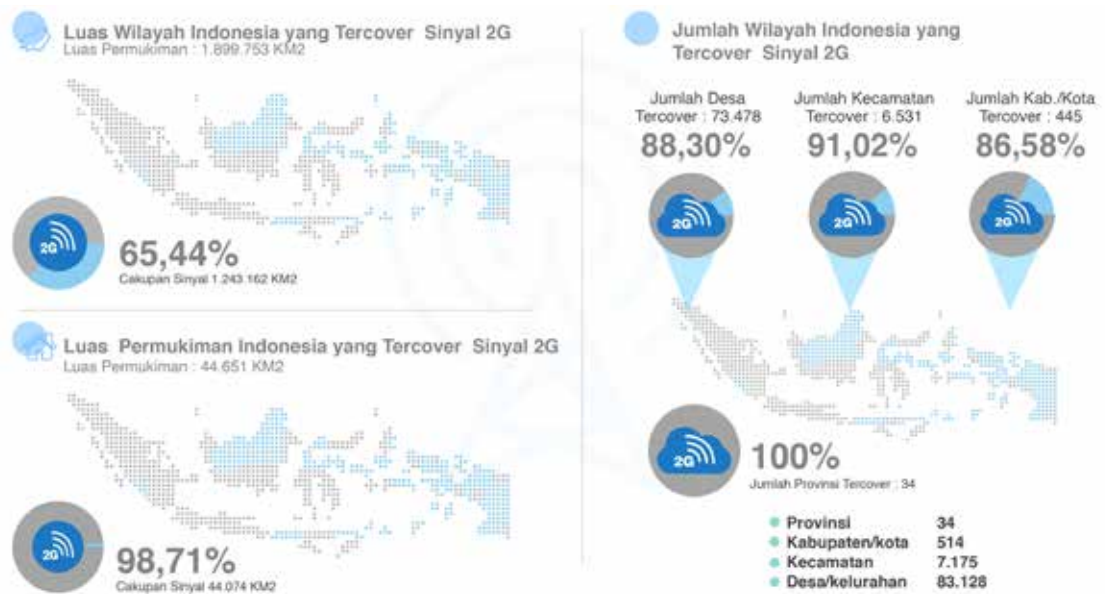 Luas Wilayah Indonesia yang Tercover Sinyal 2G
Luas Permukiman : 1.899.753 KM2
2G
65,44%
Cakupan Sinyal 1.243.162 KM2
Luas Permukiman Indonesia yang Tercover Sinyal 2G
Luas Permukiman : 44.651 KM2
2G
98,71%
Cakupan Sinyal 44.074 KM2
Jumlah Wilayah Indonesia yang
Tercover Sinyal 2G
Jumlah Desa
Tercover : 73.478
88,30%
2G
Jumlah Kecamatan
Tercover : 6.531
91,02%
2G
Jumlah Kab./Kota
Tercover : 445
86,58%
2G
2G
100%
Jumlah Provinsi Tercover : 34
Provinsi 34
Kabupaten/kota 514
Kecamatan 7.175
Desa/kelurahan 83.128